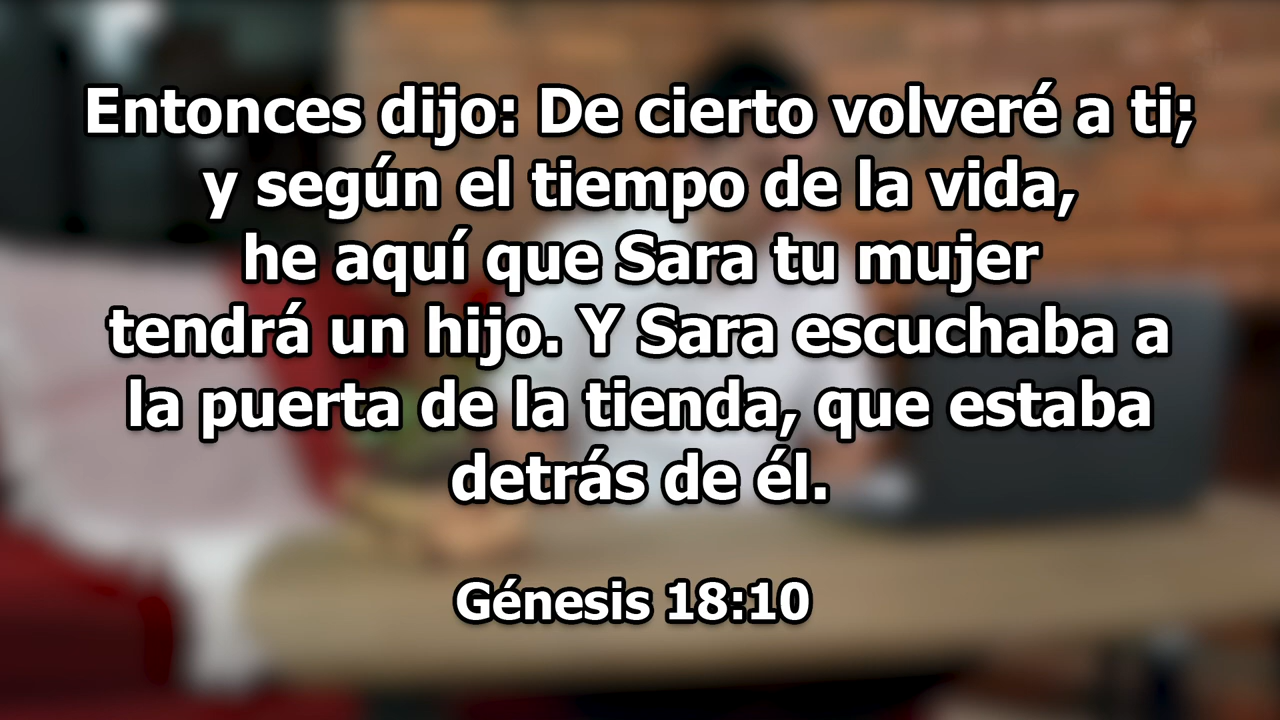 Entonces dijo: De cierto volveré a ti;
y según el tiempo de la vida,
he aquí que Sara tu mujer
tendrá un hijo. Y Sara escuchaba a
la puerta de la tienda, que estaba
detrás de él.
Génesis 18:10